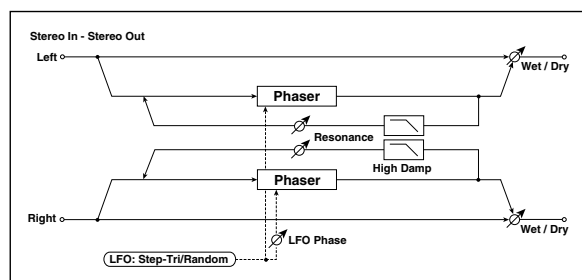 Stereo In - Stereo Out
Left
Wet / Dry
Phaser
Resonance
High Damp
Phaser
Right
Wet / Dry
LFO Phase
LFO: Step-Tri/Random